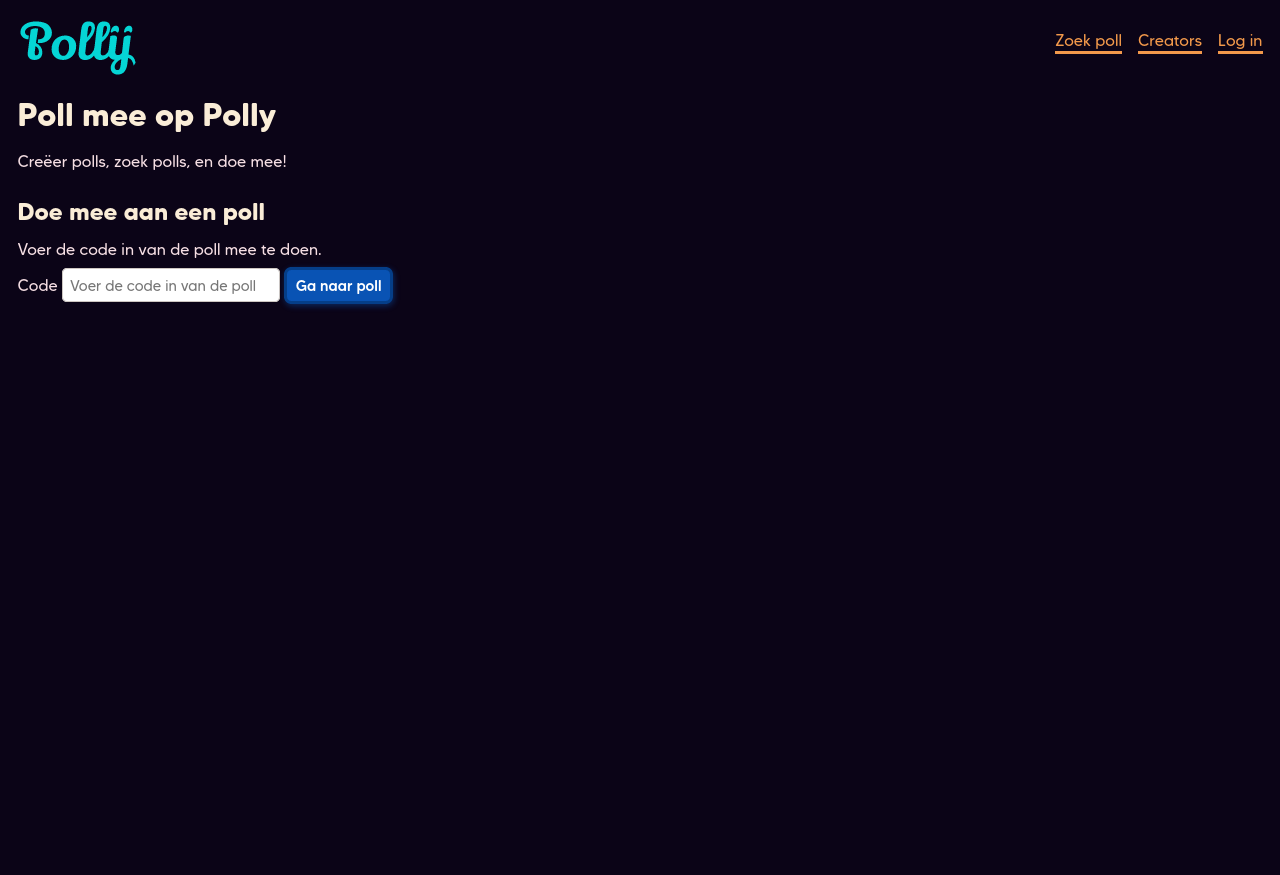 Pollij
Zoek poll Creators Log in
Poll mee op Polly
Creëer polls, zoek polls, en doe mee!
Doe mee aan een poll
Voer de code in van de poll mee te doen.
Code Voer de code in van de poll Ga naar poll